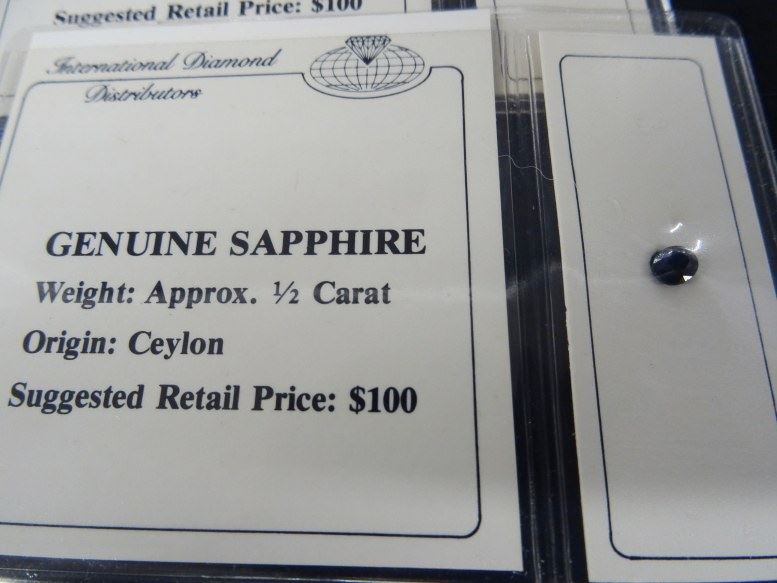 Suggested Retail Price: $100
International Diamond
Distributors
GENUINE SAPPHIRE
Weight: Approx. ½ Carat
Origin: Ceylon
Suggested Retail Price: $100